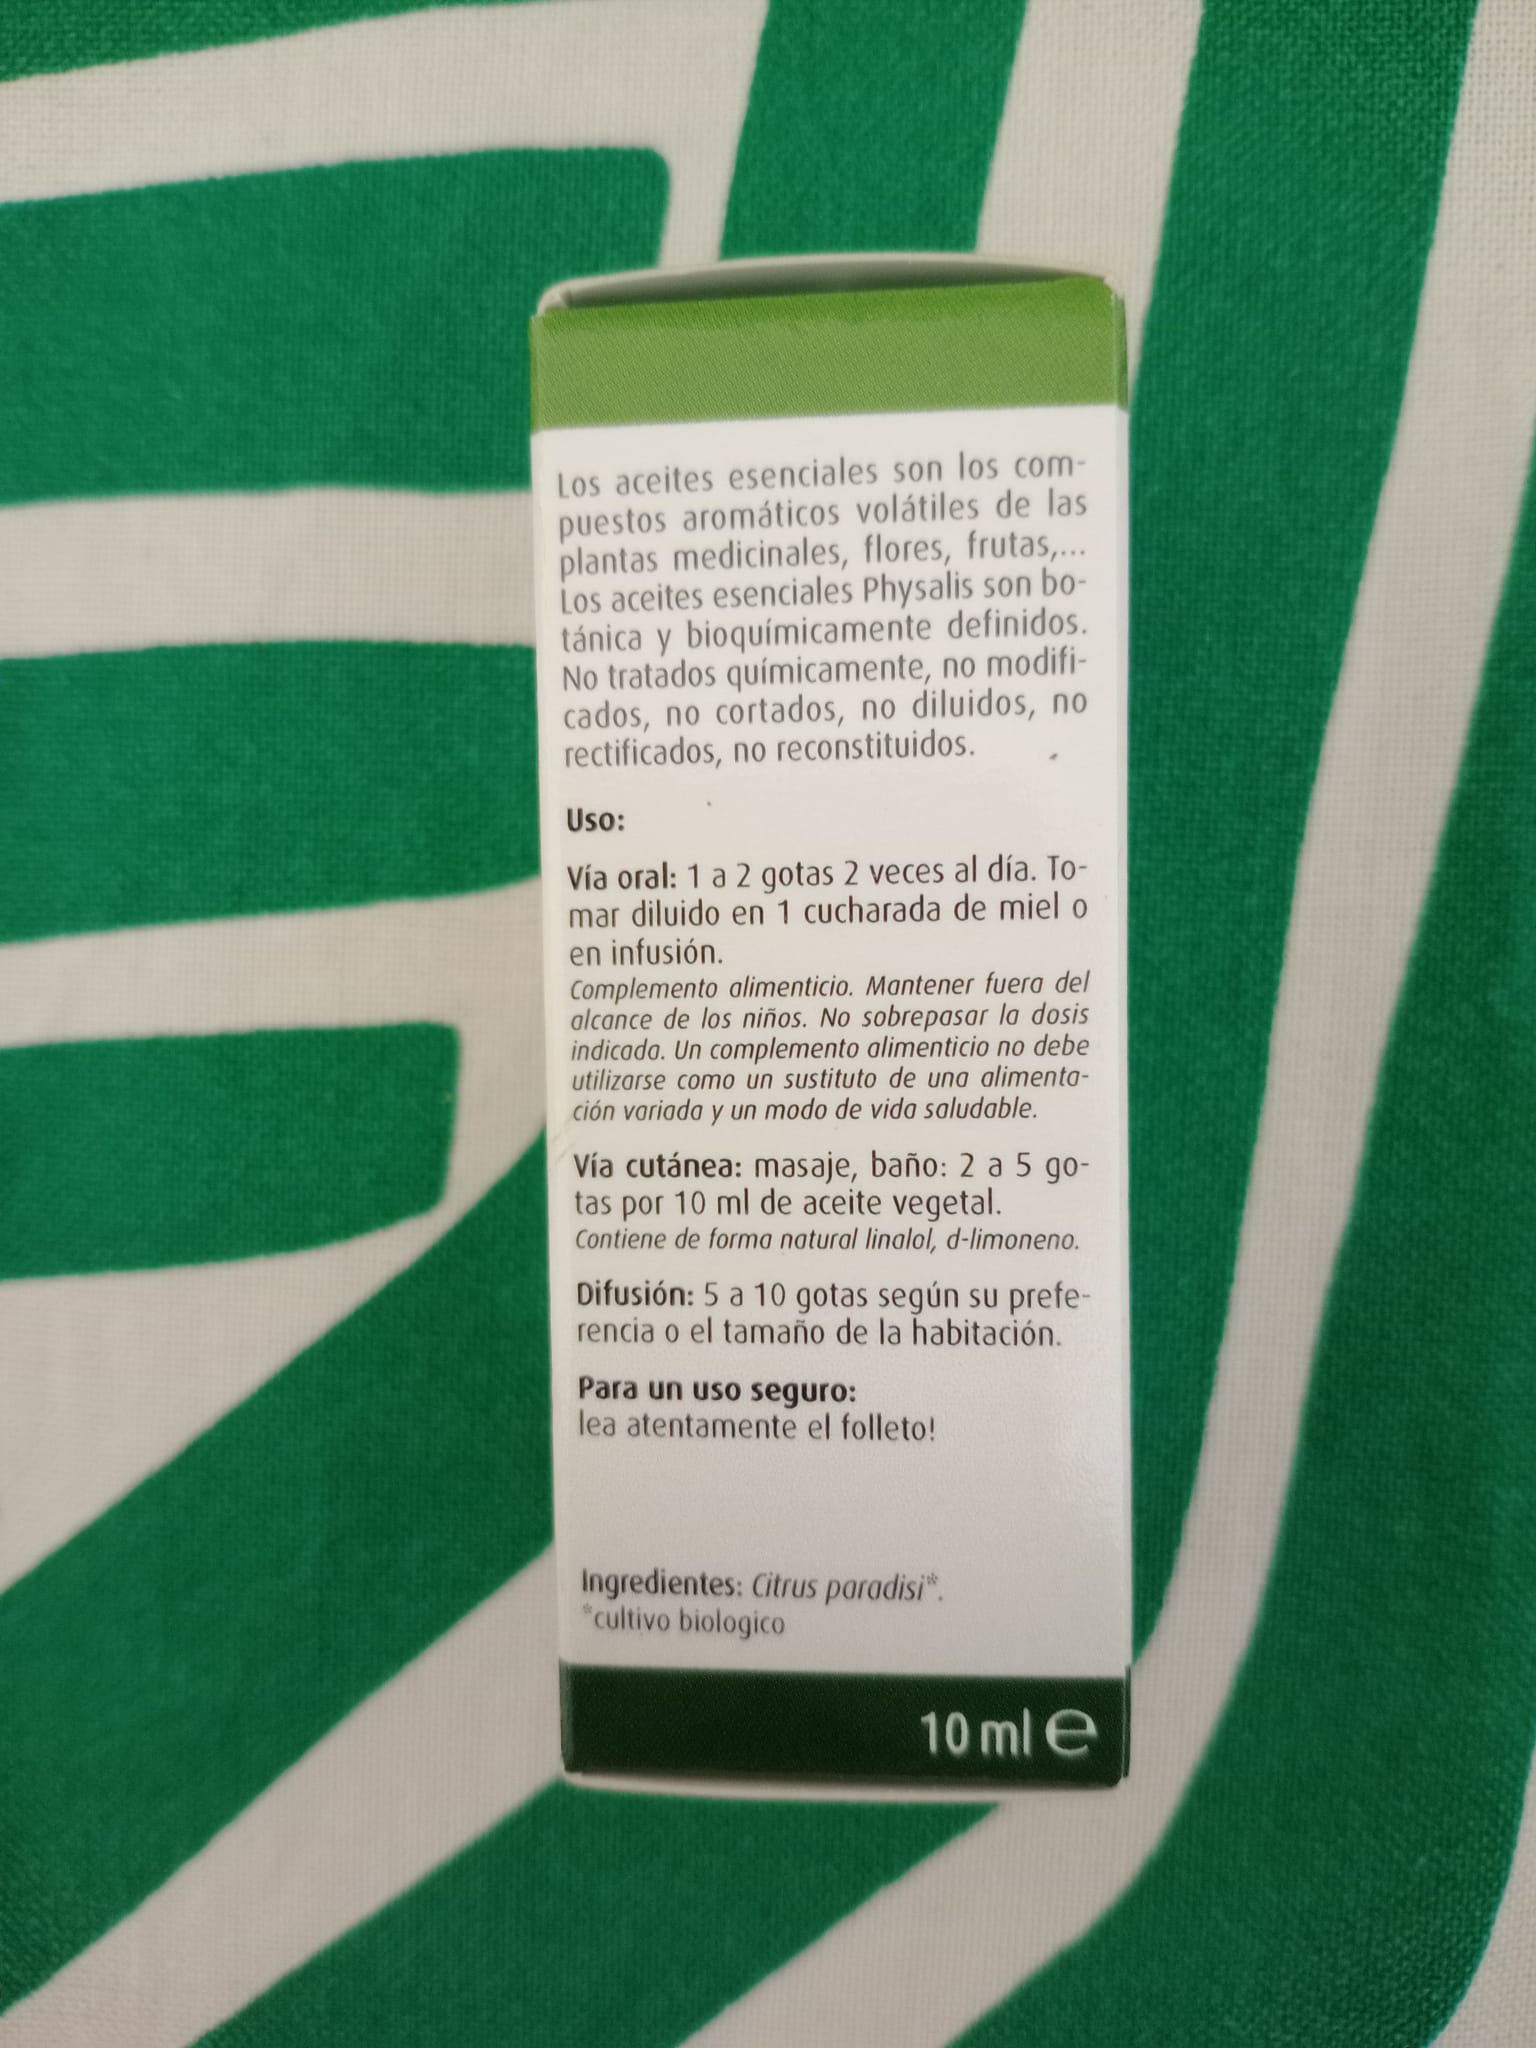 Los aceites esenciales son los com-
puestos aromáticos volátiles de las
plantas medicinales, flores, frutas,...
Los aceites esenciales Physalis son bo-
tánica y bioquímicamente definidos.
No tratados químicamente, no modifi-
cados, no cortados, no diluidos, no
rectificados, no reconstituidos.
Uso:
Vía oral: 1 a 2 gotas 2 veces al día. To-
mar diluido en 1 cucharada de miel o
en infusión.
Complemento alimenticio. Mantener fuera del
alcance de los niños. No sobrepasar la dosis
indicada. Un complemento alimenticio no debe
utilizarse como un sustituto de una alimenta-
ción variada y un modo de vida saludable.
Vía cutánea: masaje, baño: 2 a 5 go-
tas por 10 ml de aceite vegetal.
Contiene de forma natural linalol, d-limoneno.
Difusión: 5 a 10 gotas según su prefe-
rencia o el tamaño de la habitación.
Para un uso seguro:
lea atentamente el folleto!
Ingredientes: Citrus paradisi*.
*cultivo biologico
10 ml e